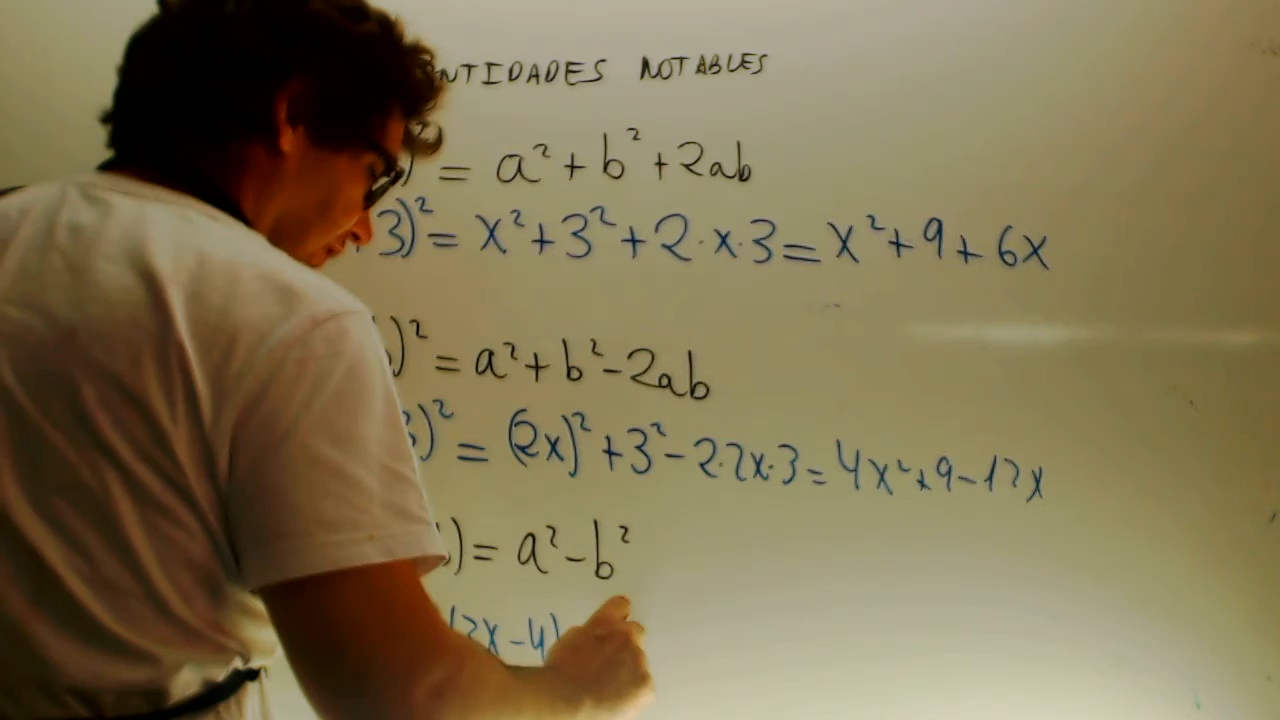 NTIDADES NOTABLES
)² = a² + b² + 2ab
3)² = x² + 3² + 2·x·3 = x² + 9 + 6x
)² = a² + b² - 2ab
3)² = (2x)² + 3² - 2·2x·3 = 4x² + 9 - 12x
) = a² - b²
(2x - 4)